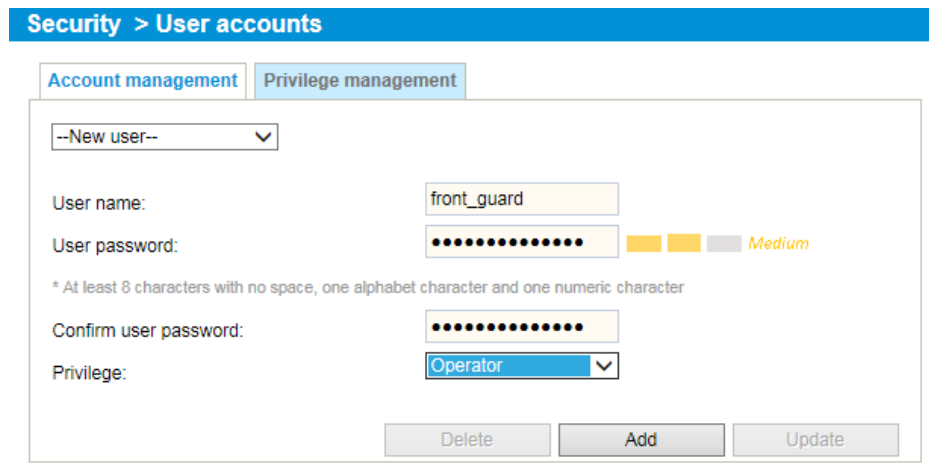 Security > User accounts
Account management Privilege management
--New user--
User name: front_guard
User password: •••••••••••••• Medium
* At least 8 characters with no space, one alphabet character and one numeric character
Confirm user password: ••••••••••••••
Privilege: Operator
Delete Add Update